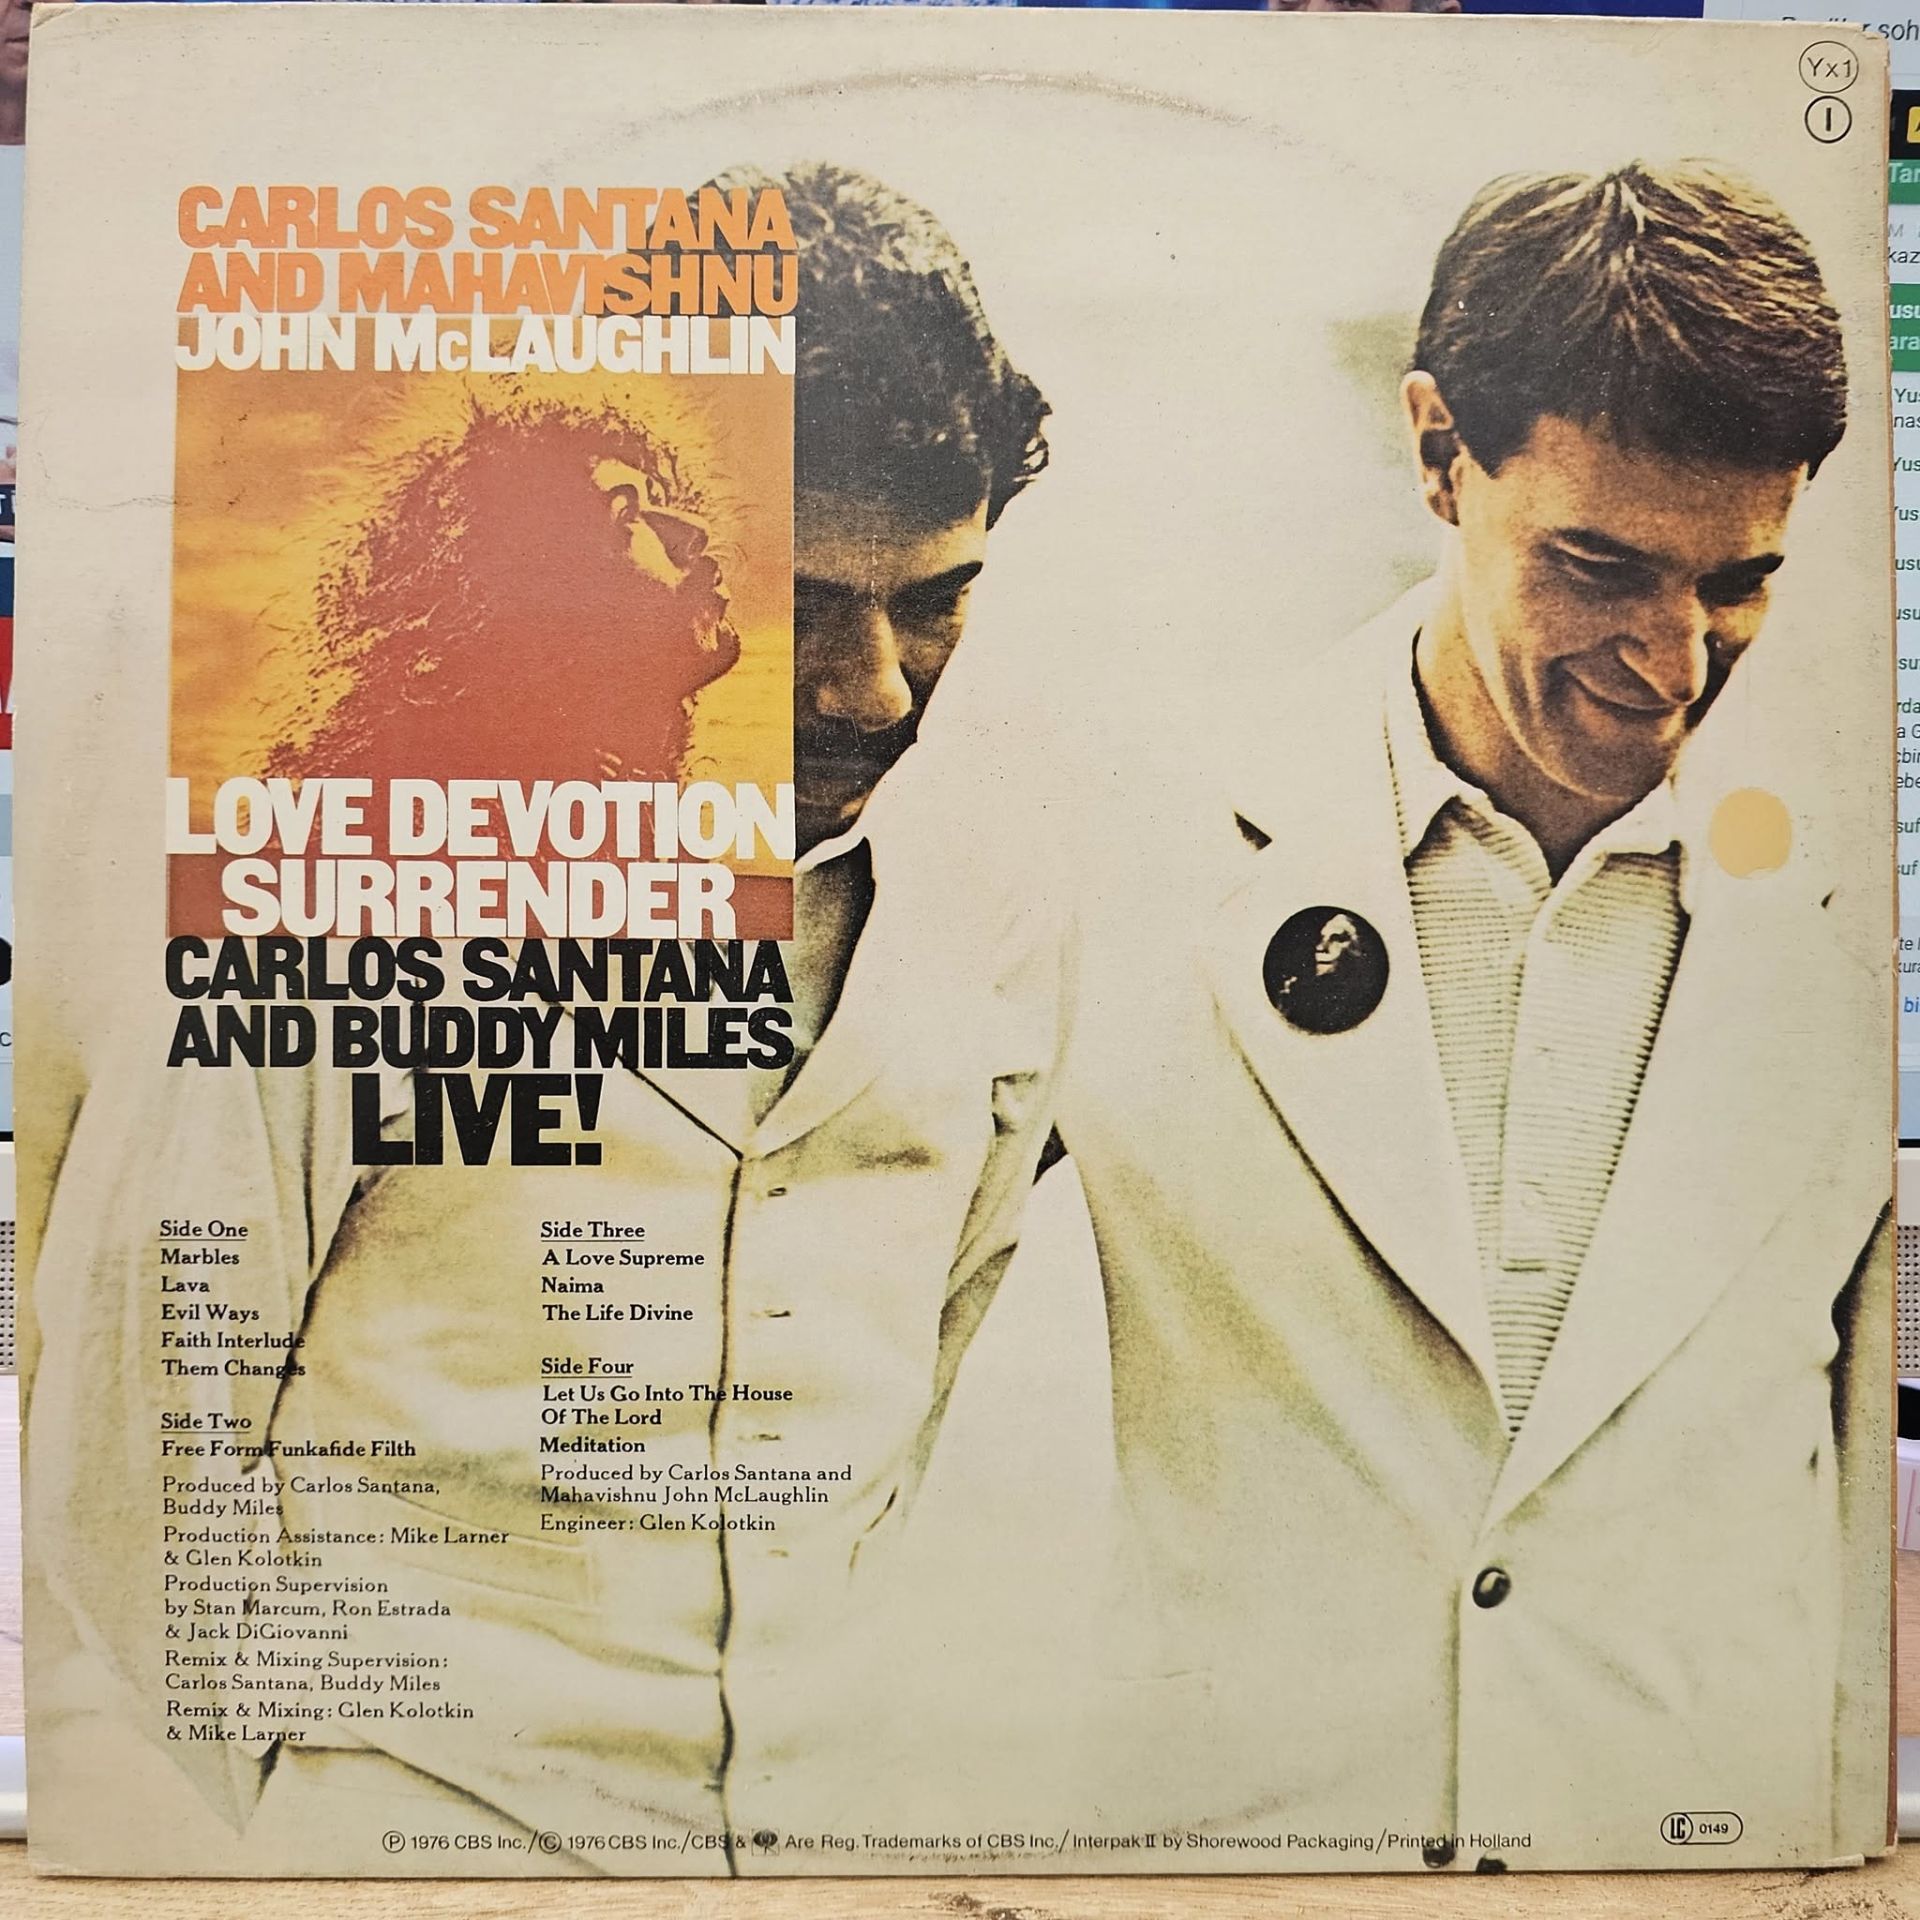 Yx1
1
CARLOS SANTANA
AND MAHAVISHNU
JOHN McLAUGHLIN
LOVE DEVOTION
SURRENDER
CARLOS SANTANA
AND BUDDY MILES
LIVE!
Side One
Marbles
Lava
Evil Ways
Faith Interlude
Them Changes
Side Two
Free Form Funkafide Filth
Produced by Carlos Santana,
Buddy Miles
Production Assistance: Mike Larner
& Glen Kolotkin
Production Supervision
by Stan Marcum, Ron Estrada
& Jack DiGiovanni
Remix & Mixing Supervision:
Carlos Santana, Buddy Miles
Remix & Mixing: Glen Kolotkin
& Mike Larner
Side Three
A Love Supreme
Naima
The Life Divine
Side Four
Let Us Go Into The House
Of The Lord
Meditation
Produced by Carlos Santana and
Mahavishnu John McLaughlin
Engineer: Glen Kolotkin
Ⓟ 1976 CBS Inc./© 1976 CBS Inc./CBS & Are Reg. Trademarks of CBS Inc./ Interpak II by Shorewood Packaging/Printed in Holland
LC 0149